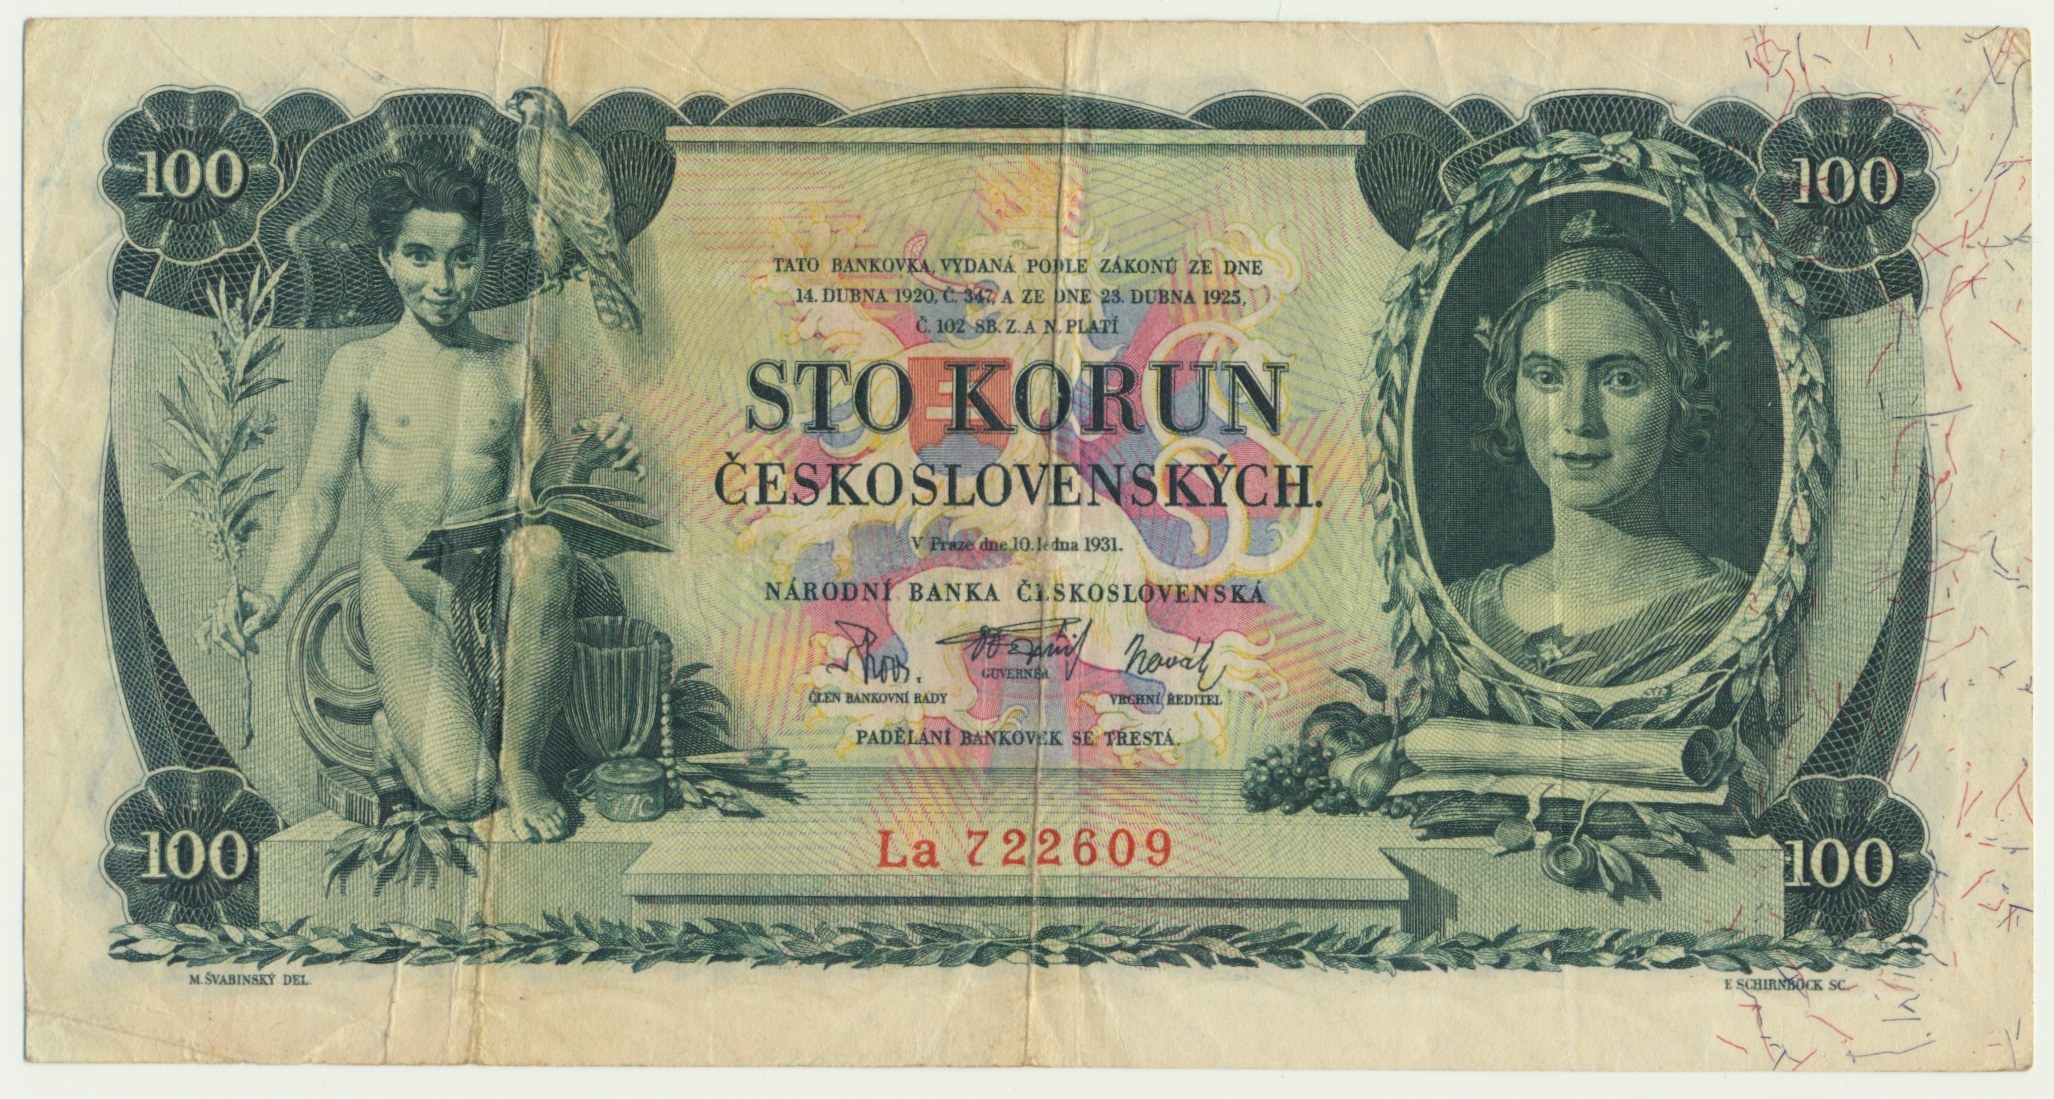 100
100
TATO BANKOVKA, VYDANÁ PODLE ZÁKONŮ ZE DNE
14. DUBNA 1920, Č. 347, A ZE DNE 23. DUBNA 1925,
Č. 102 SB. Z. A N. PLATÍ
STO KORUN
ČESKOSLOVENSKÝCH.
V Praze dne 10. ledna 1931.
NÁRODNÍ BANKA ČESKOSLOVENSKÁ
Novák
GUVERNÉR
ČLEN BANKOVNÍ RADY
VRCHNÍ ŘEDITEL
PADĚLÁNÍ BANKOVEK SE TRESTÁ.
La 722609
100
100
M. ŠVABINSKÝ DEL.
E SCHIRNBÖCK SC.